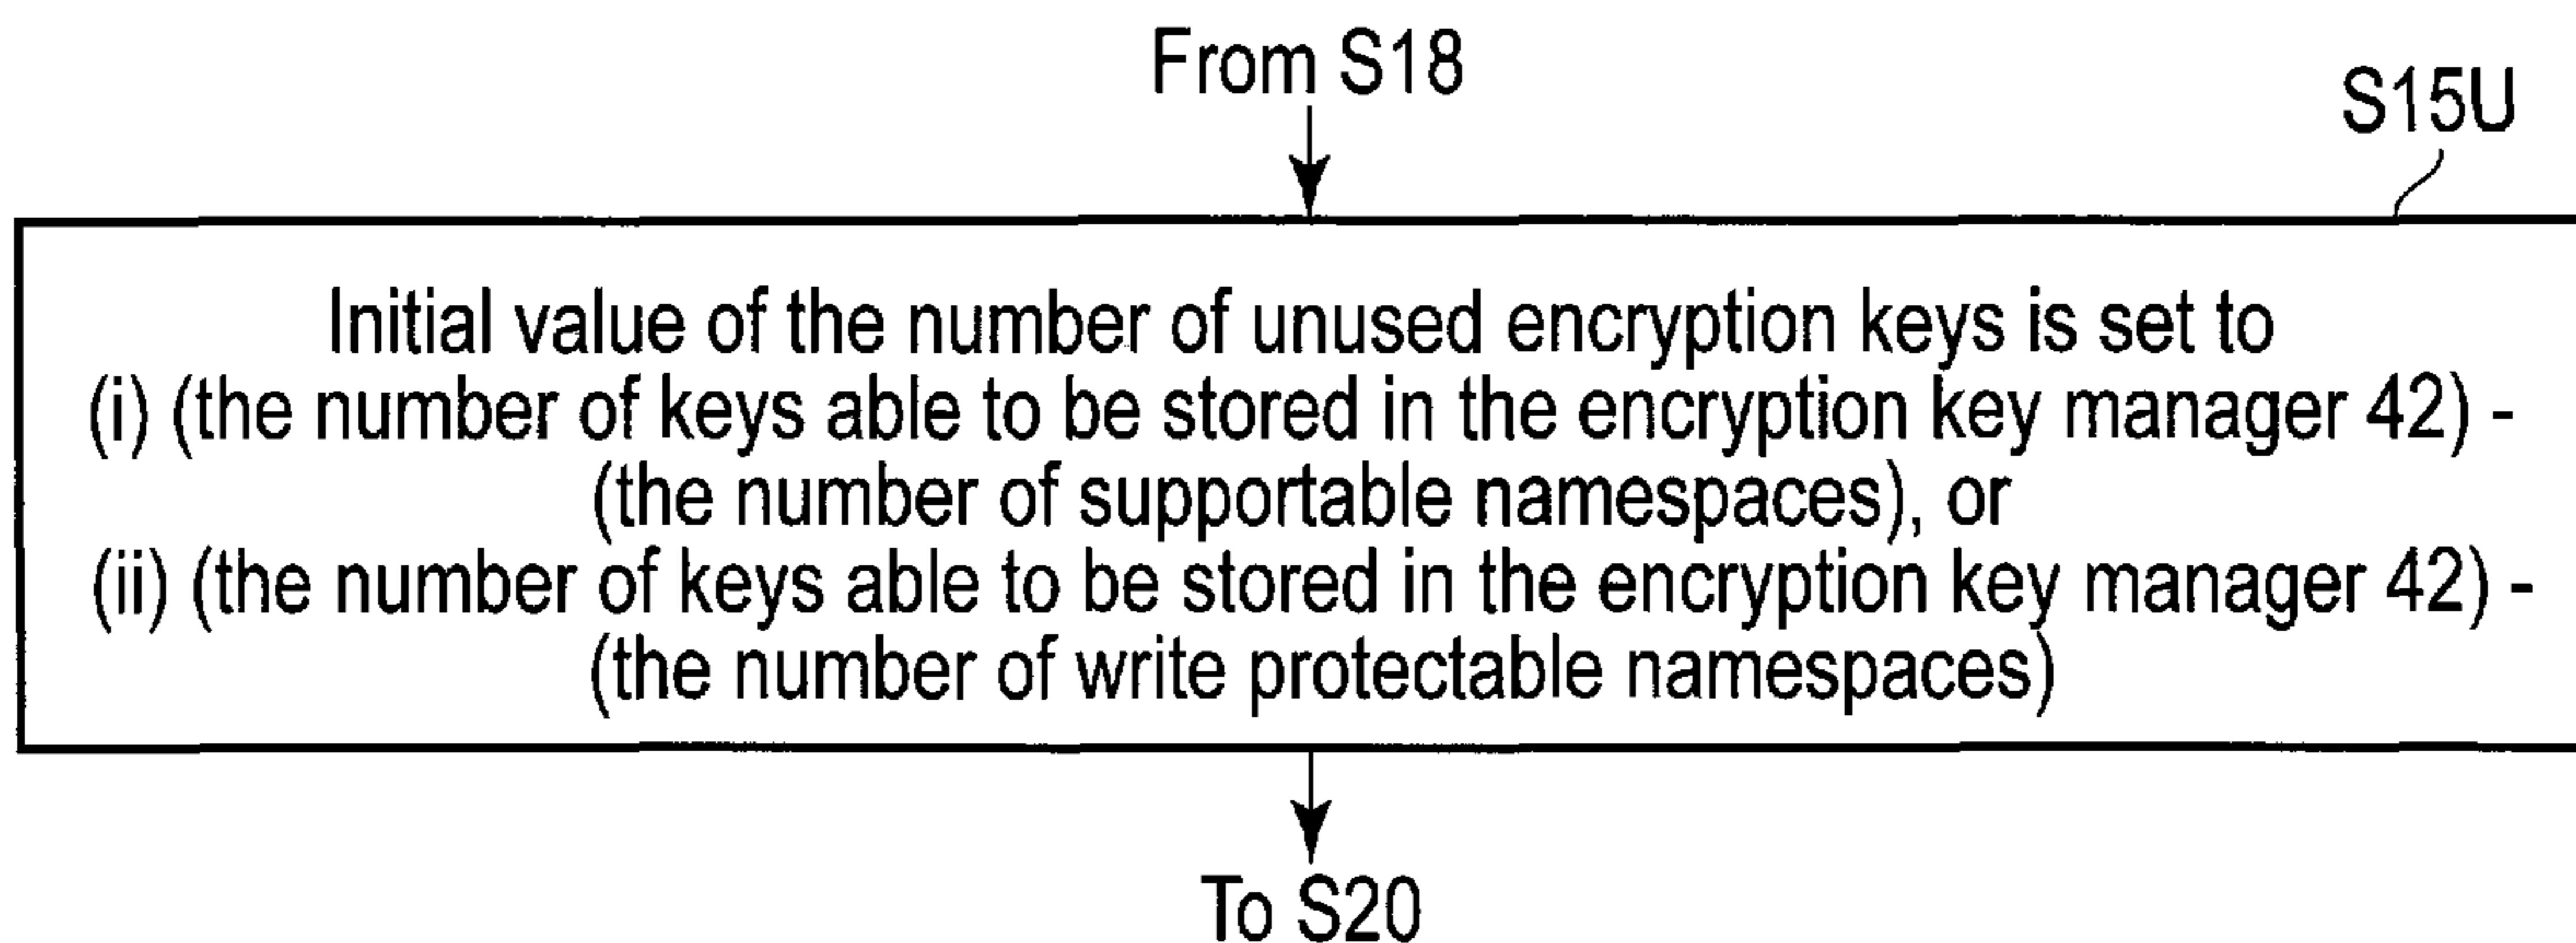 From S18
S15U
Initial value of the number of unused encryption keys is set to
(i) (the number of keys able to be stored in the encryption key manager 42) -
(the number of supportable namespaces), or
(ii) (the number of keys able to be stored in the encryption key manager 42) -
(the number of write protectable namespaces)
To S20